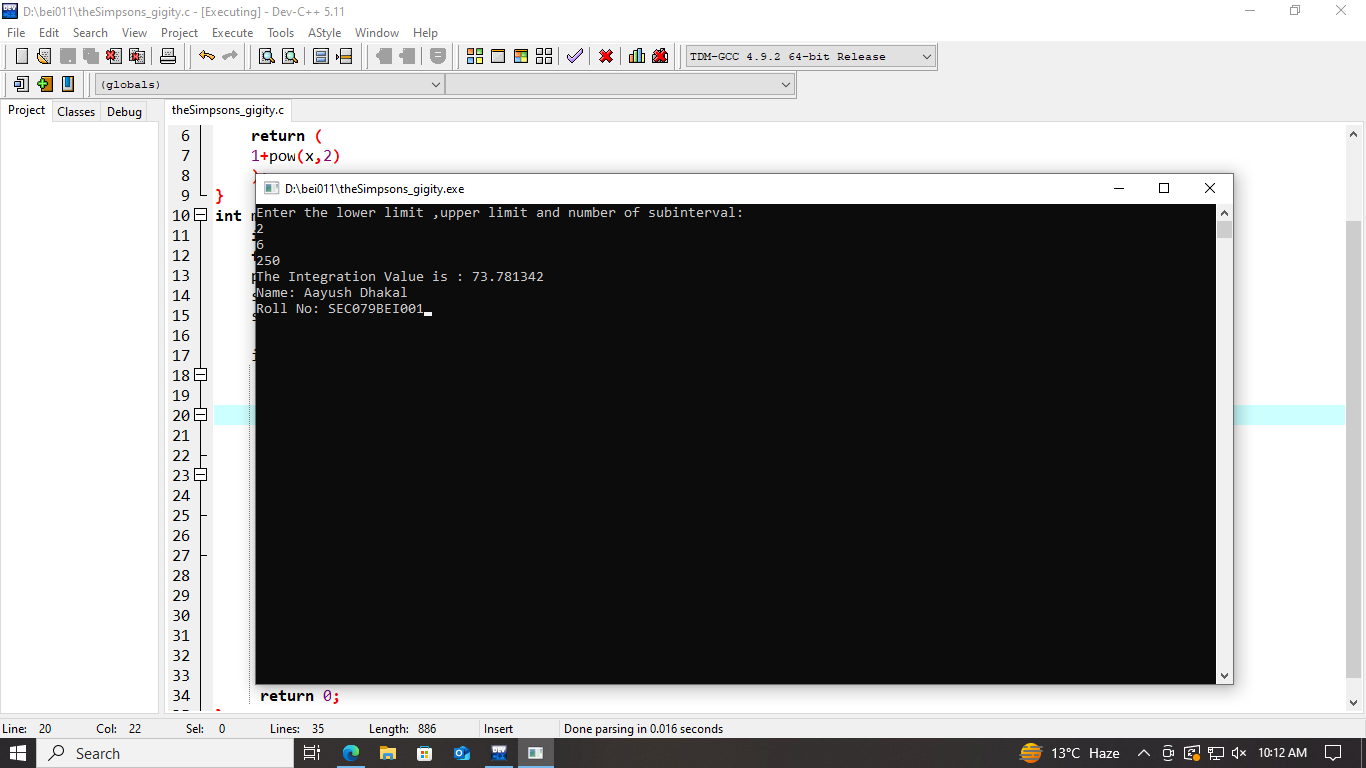 D:\bei011\theSimpsons_gigity.c - [Executing] - Dev-C++ 5.11
File Edit Search View Project Execute Tools AStyle Window Help
TDM-GCC 4.9.2 64-bit Release
(globals)
Project Classes Debug
theSimpsons_gigity.c
6 return (
7 1+pow(x,2)
8
9 }
10 int
11
12
13
14
15
16
17
18
19
20
21
22
23
24
25
26
27
28
29
30
31
32
33
34 return 0;
D:\bei011\theSimpsons_gigity.exe
Enter the lower limit ,upper limit and number of subinterval:
2
6
250
The Integration Value is : 73.781342
Name: Aayush Dhakal
Roll No: SEC079BEI001
Line: 20 Col: 22 Sel: 0 Lines: 35 Length: 886 Insert Done parsing in 0.016 seconds
Search
13°C Haze
10:12 AM